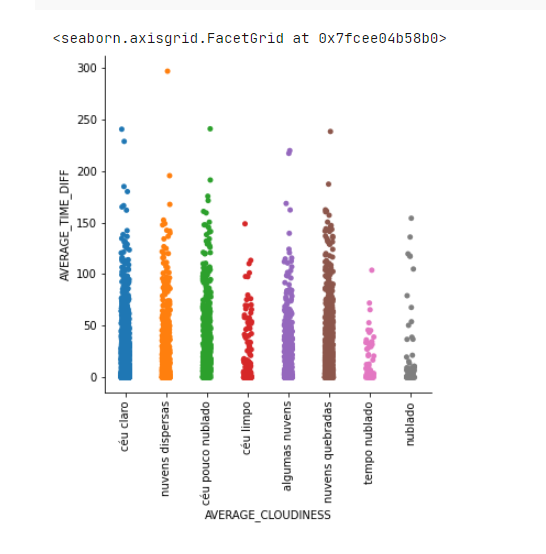 <seaborn.axisgrid.FacetGrid at 0x7fcee04b58b0>
300
250
200
150
100
50
0
AVERAGE_TIME_DIFF
céu claro
nuvens dispersas
céu pouco nublado
céu limpo
algumas nuvens
nuvens quebradas
tempo nublado
nublado
AVERAGE_CLOUDINESS